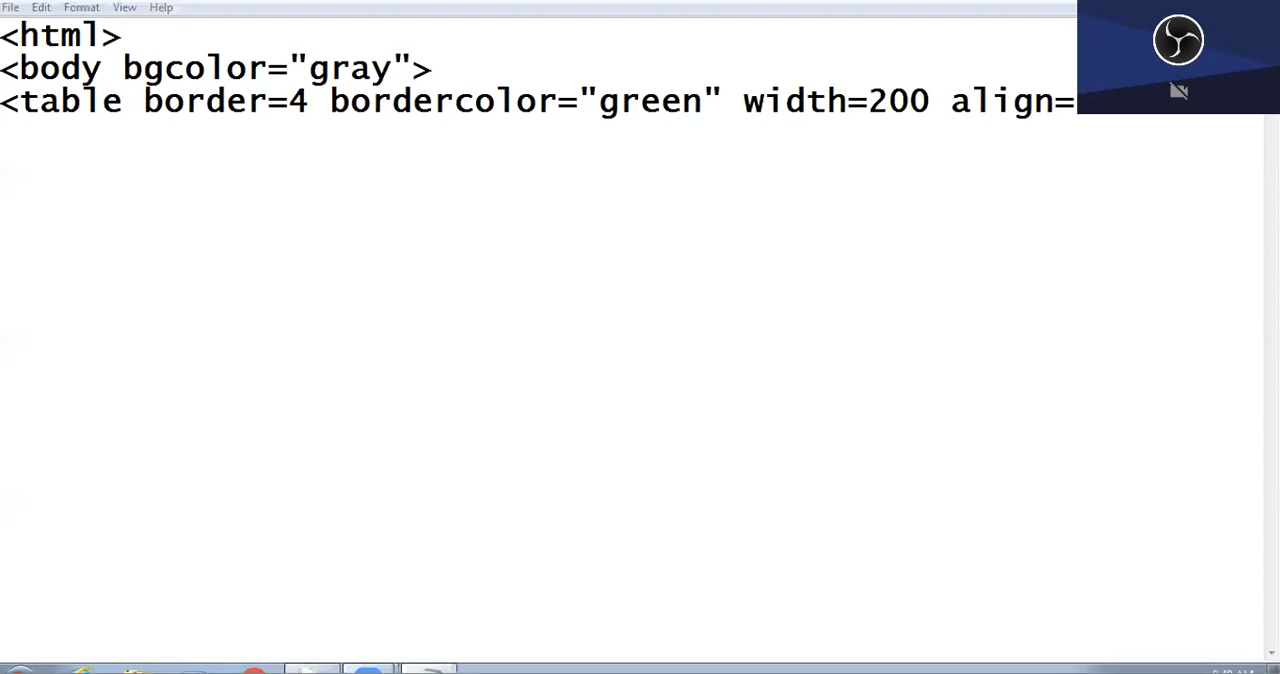 File Edit Format View Help
<html>
<body bgcolor="gray">
<table border=4 bordercolor="green" width=200 align=